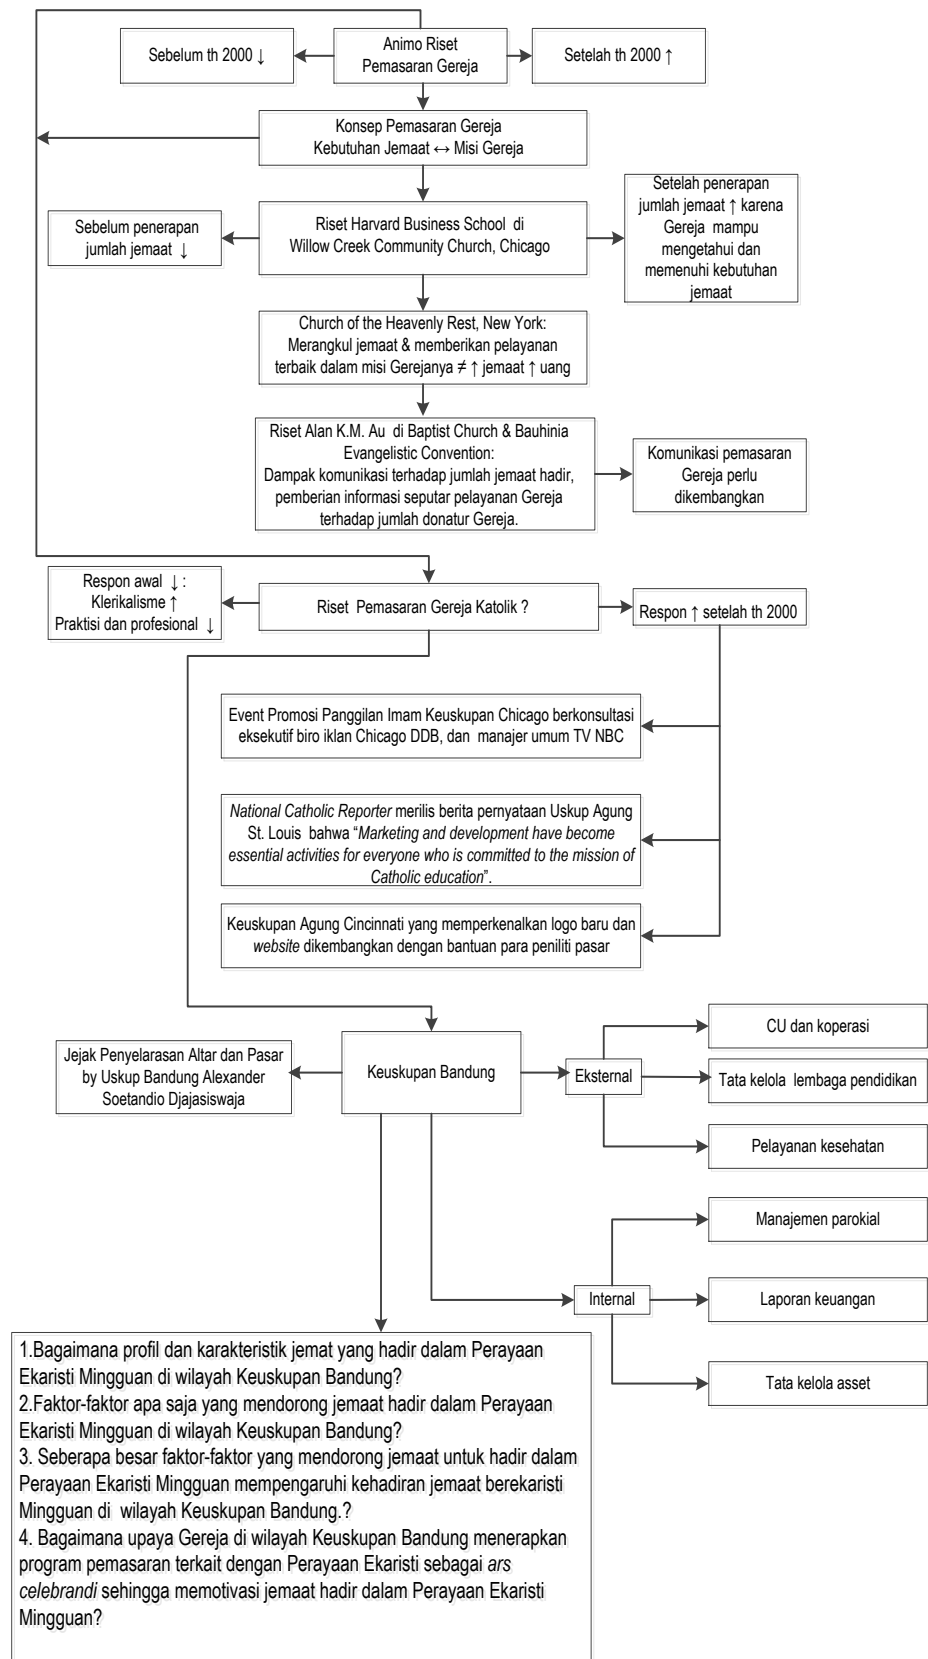 Animo Riset
Pemasaran Gereja
Sebelum th 2000 ↓
Setelah th 2000 ↑
Konsep Pemasaran Gereja
Kebutuhan Jemaat ↔ Misi Gereja
Sebelum penerapan
jumlah jemaat ↓
Riset Harvard Business School di
Willow Creek Community Church, Chicago
Setelah penerapan
jumlah jemaat ↑ karena
Gereja mampu
mengetahui dan
memenuhi kebutuhan
jemaat
Church of the Heavenly Rest, New York:
Merangkul jemaat & memberikan pelayanan
terbaik dalam misi Gerejanya ≠ ↑ jemaat ↑ uang
Riset Alan K.M. Au di Baptist Church & Bauhinia
Evangelistic Convention:
Dampak komunikasi terhadap jumlah jemaat hadir,
pemberian informasi seputar pelayanan Gereja
terhadap jumlah donatur Gereja.
Komunikasi pemasaran
Gereja perlu
dikembangkan
Respon awal ↓ :
Klerikalisme ↑
Praktisi dan profesional ↓
Riset Pemasaran Gereja Katolik ?
Respon ↑ setelah th 2000
Event Promosi Panggilan Imam Keuskupan Chicago berkonsultasi
eksekutif biro iklan Chicago DDB, dan manajer umum TV NBC
National Catholic Reporter merilis berita pernyataan Uskup Agung
St. Louis bahwa “Marketing and development have become
essential activities for everyone who is committed to the mission of
Catholic education”.
Keuskupan Agung Cincinnati yang memperkenalkan logo baru dan
website dikembangkan dengan bantuan para peniliti pasar
Jejak Penyelarasan Altar dan Pasar
by Uskup Bandung Alexander
Soetandio Djajasiswaja
Keuskupan Bandung
Eksternal
CU dan koperasi
Tata kelola lembaga pendidikan
Pelayanan kesehatan
Internal
Manajemen parokial
Laporan keuangan
Tata kelola asset
1.Bagaimana profil dan karakteristik jemat yang hadir dalam Perayaan
Ekaristi Mingguan di wilayah Keuskupan Bandung?
2.Faktor-faktor apa saja yang mendorong jemaat hadir dalam Perayaan
Ekaristi Mingguan di wilayah Keuskupan Bandung?
3. Seberapa besar faktor-faktor yang mendorong jemaat untuk hadir dalam
Perayaan Ekaristi Mingguan mempengaruhi kehadiran jemaat berekaristi
Mingguan di wilayah Keuskupan Bandung.?
4. Bagaimana upaya Gereja di wilayah Keuskupan Bandung menerapkan
program pemasaran terkait dengan Perayaan Ekaristi sebagai ars
celebrandi sehingga memotivasi jemaat hadir dalam Perayaan Ekaristi
Mingguan?